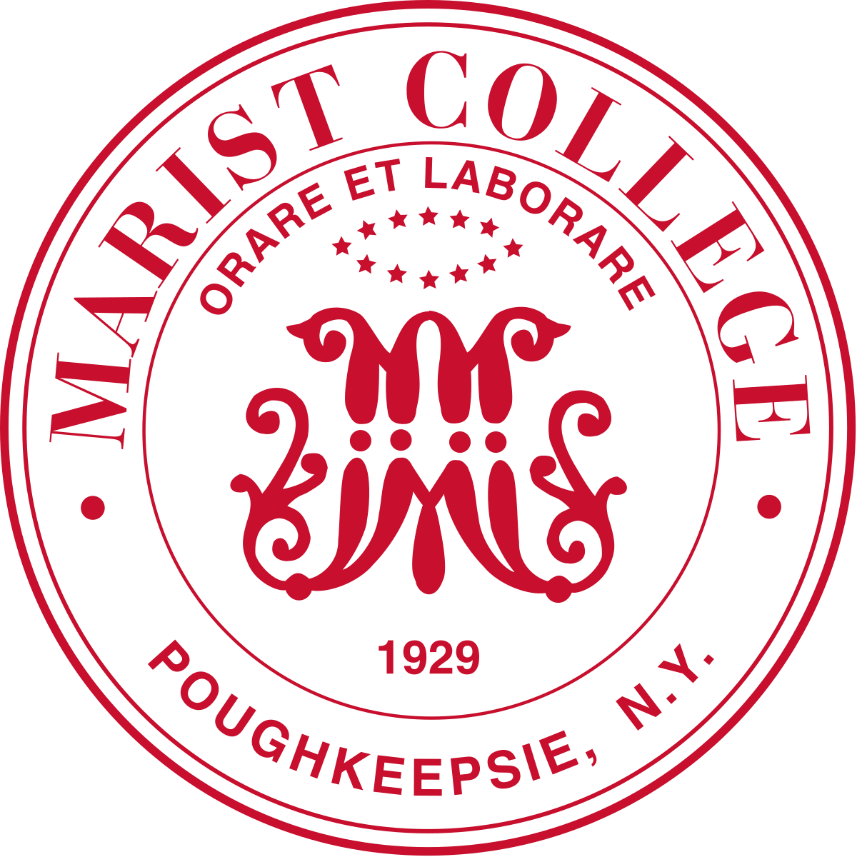 MARIST COLLEGE
ORARE ET LABORARE
1929
POUGHKEEPSIE, N.Y.